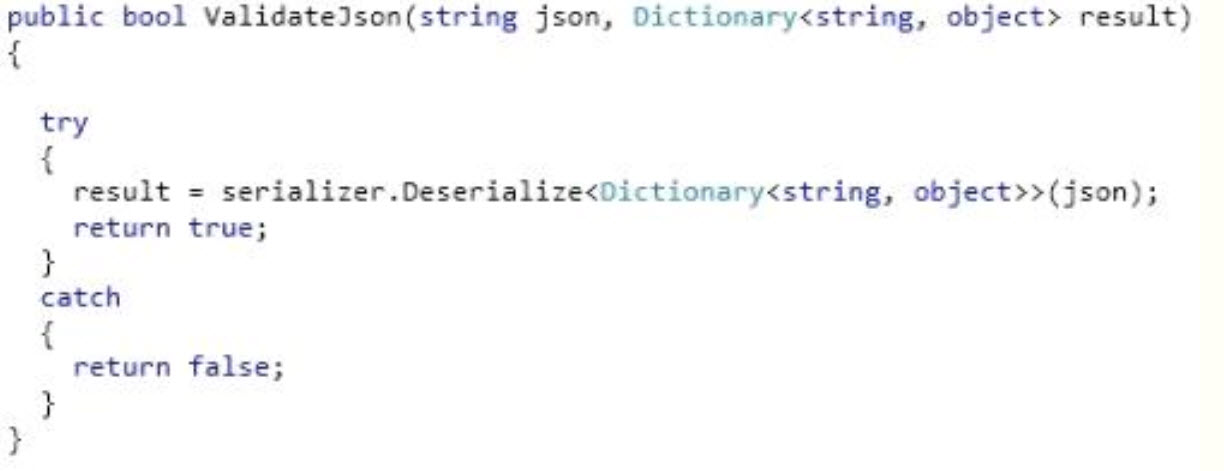 public bool ValidateJson(string json, Dictionary<string, object> result)
{
try
{
result = serializer.Deserialize<Dictionary<string, object>>(json);
return true;
}
catch
{
return false;
}
}